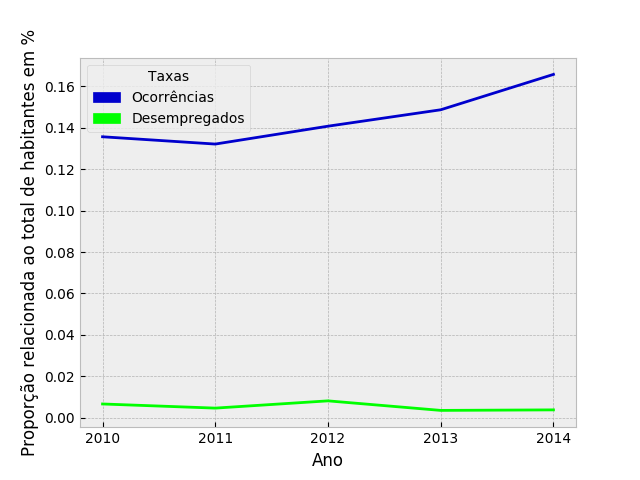 Proporção relacionada ao total de habitantes em %
Taxas
Ocorrências
Desempregados
0.16
0.14
0.12
0.10
0.08
0.06
0.04
0.02
0.00
2010 2011 2012 2013 2014
Ano